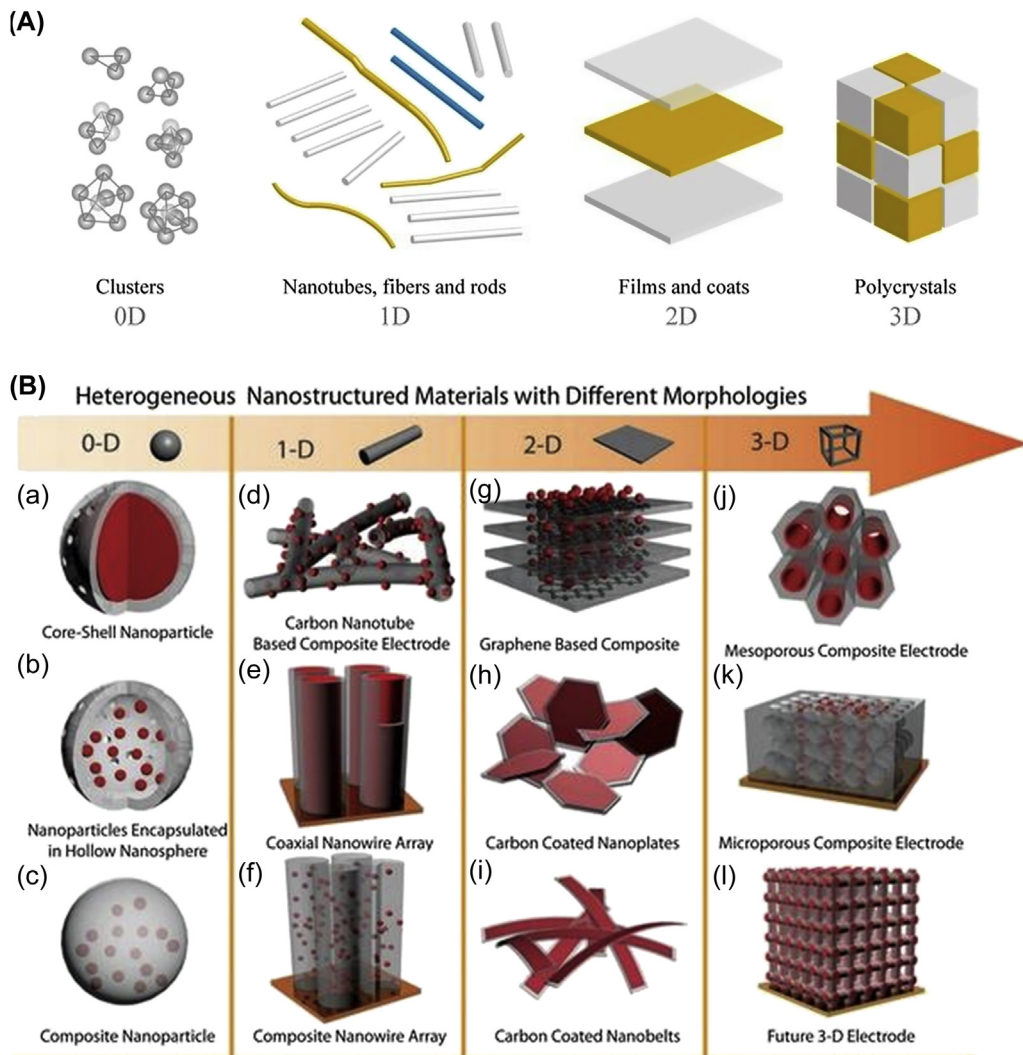 (A)
Clusters
0D
Nanotubes, fibers and rods
1D
Films and coats
2D
Polycrystals
3D
(B)
Heterogeneous Nanostructured Materials with Different Morphologies
0-D
1-D
2-D
3-D
(a)
Core-Shell Nanoparticle
(b)
Nanoparticles Encapsulated
in Hollow Nanosphere
(c)
Composite Nanoparticle
(d)
Carbon Nanotube
Based Composite Electrode
(e)
Coaxial Nanowire Array
(f)
Composite Nanowire Array
(g)
Graphene Based Composite
(h)
Carbon Coated Nanoplates
(i)
Carbon Coated Nanobelts
(j)
Mesoporous Composite Electrode
(k)
Microporous Composite Electrode
(l)
Future 3-D Electrode